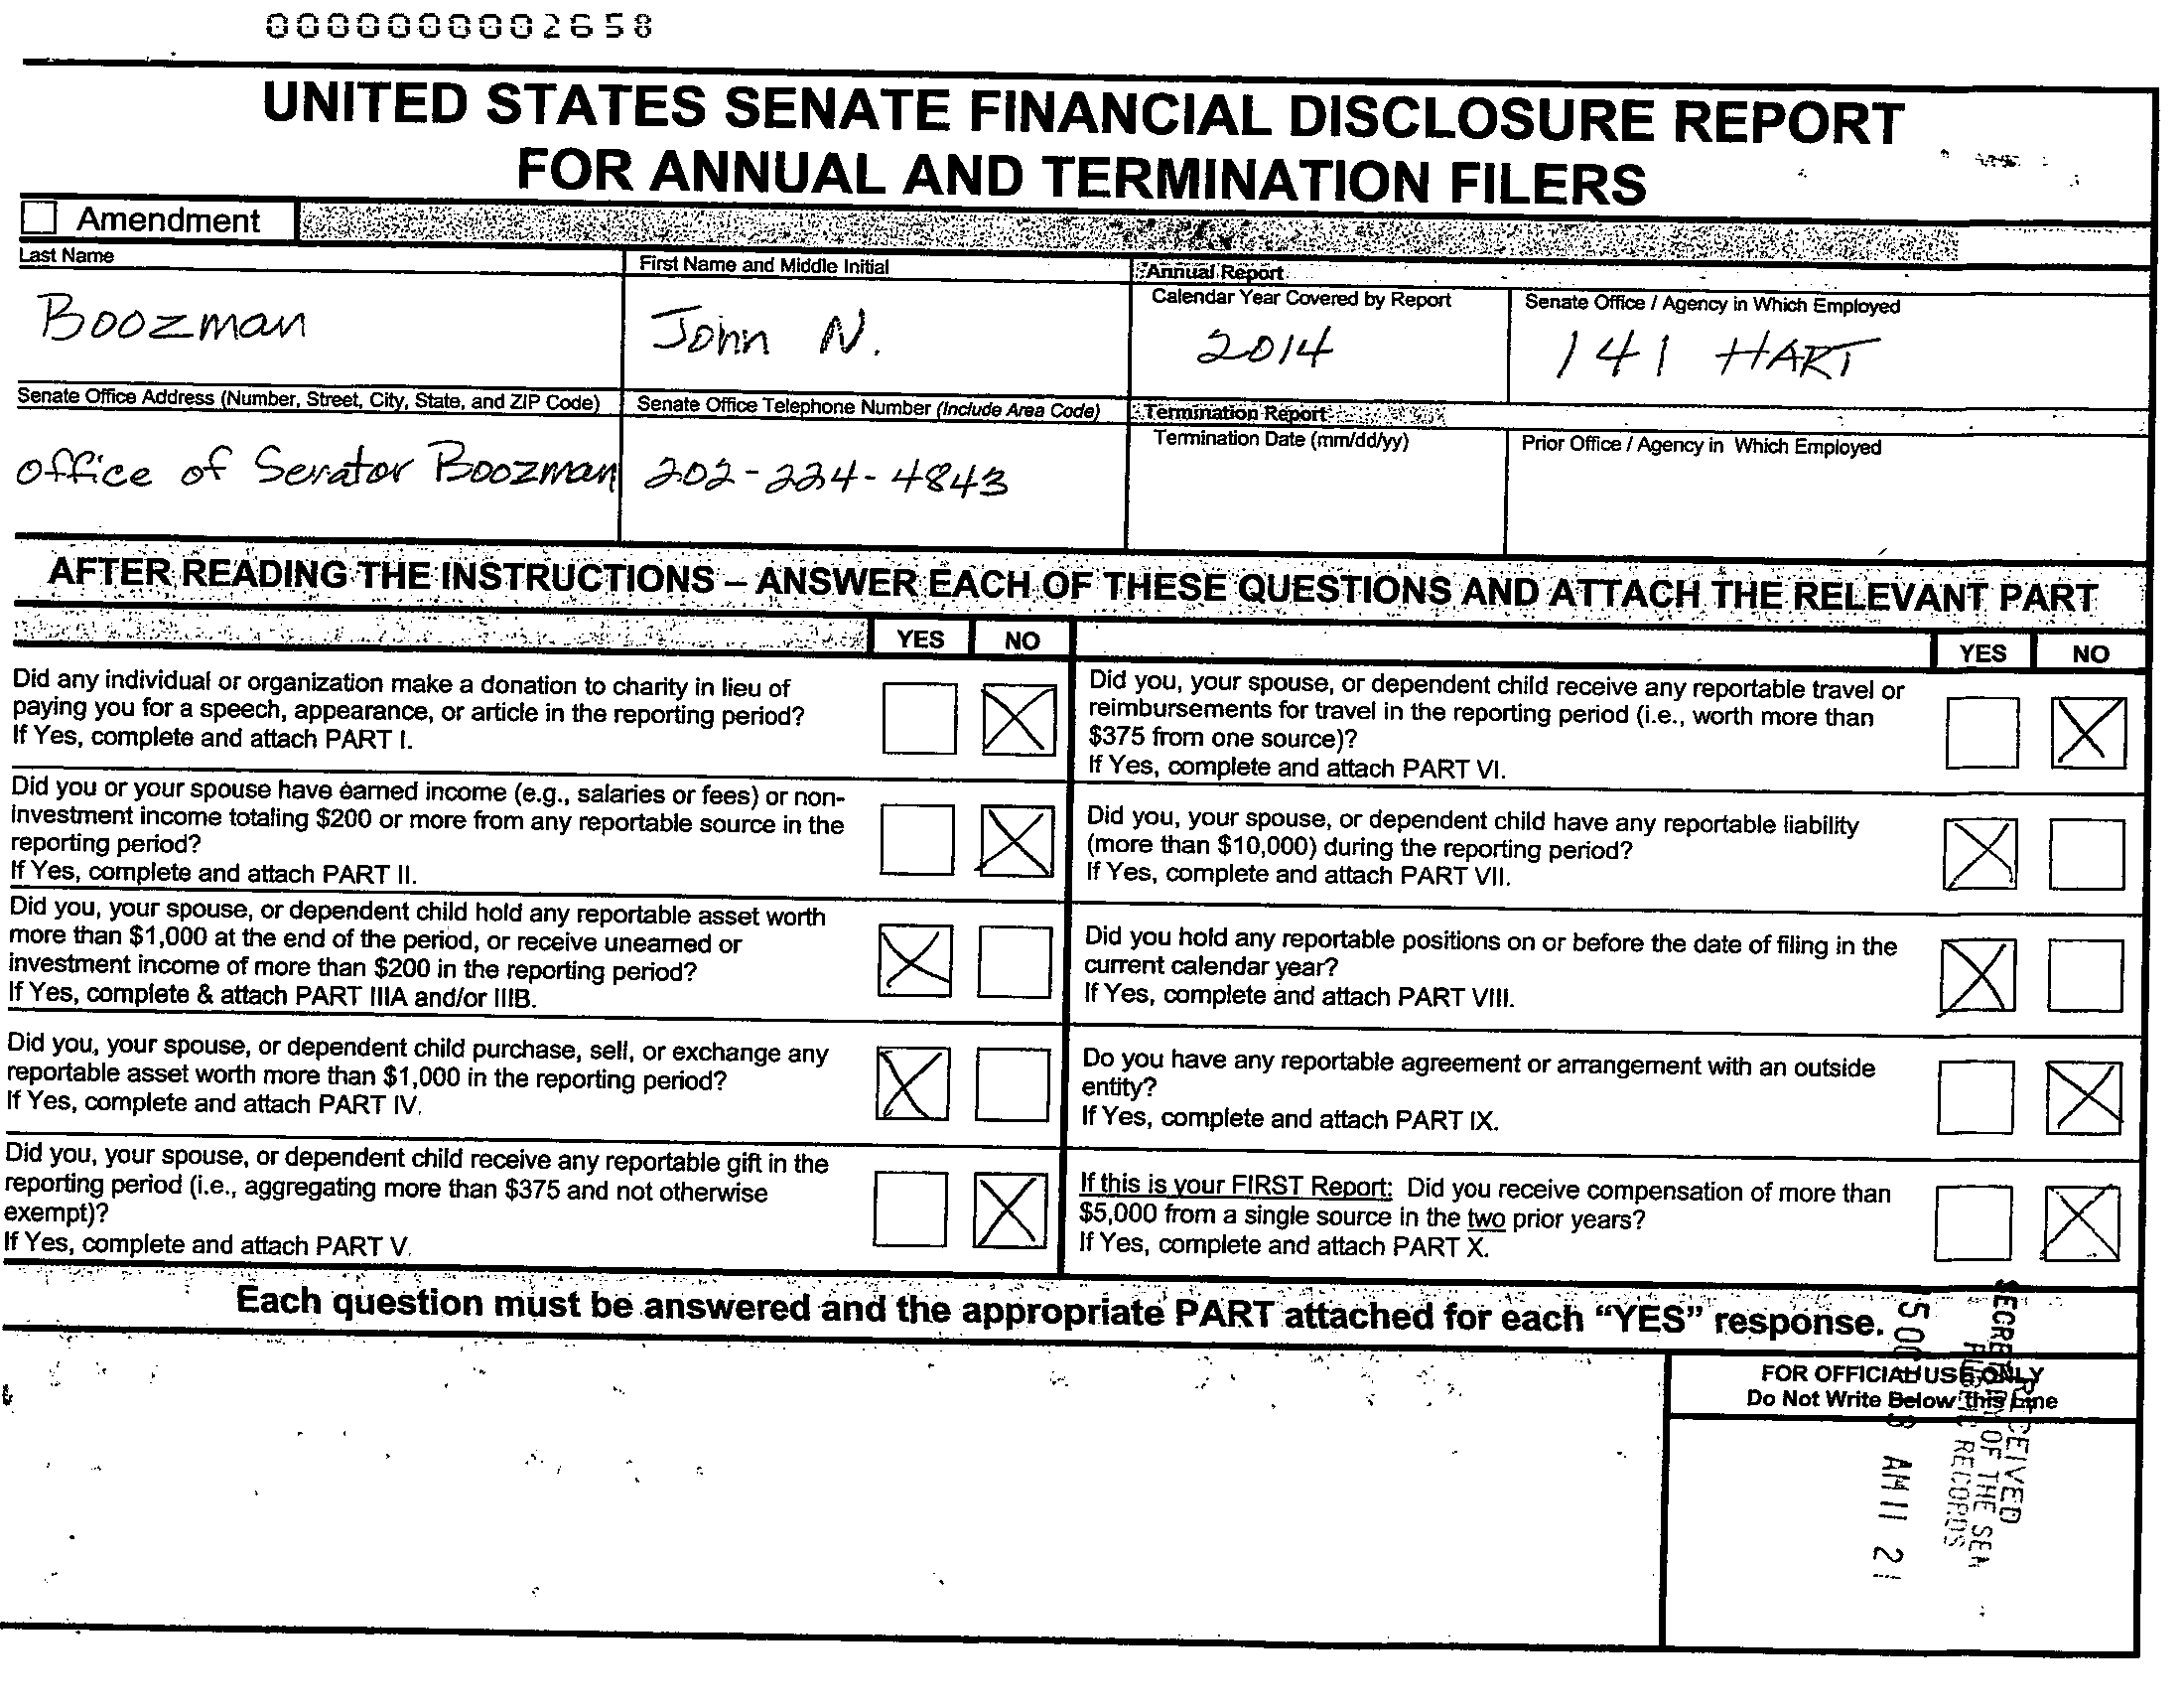 0000000002658
UNITED STATES SENATE FINANCIAL DISCLOSURE REPORT
FOR ANNUAL AND TERMINATION FILERS
Amendment
Last Name
Boozman
First Name and Middle Initial
John N.
Annual Report
Calendar Year Covered by Report
2014
Senate Office / Agency in Which Employed
141 HART
Senate Office Address (Number, Street, City, State, and ZIP Code)
office of Senator Boozman
Senate Office Telephone Number (Include Area Code)
202-224-4843
Termination Report
Termination Date (mm/dd/yy)
Prior Office / Agency in Which Employed
AFTER READING THE INSTRUCTIONS – ANSWER EACH OF THESE QUESTIONS AND ATTACH THE RELEVANT PART
YES NO
Did any individual or organization make a donation to charity in lieu of
paying you for a speech, appearance, or article in the reporting period?
If Yes, complete and attach PART I.
Did you or your spouse have earned income (e.g., salaries or fees) or non-
investment income totaling $200 or more from any reportable source in the
reporting period?
If Yes, complete and attach PART II.
Did you, your spouse, or dependent child hold any reportable asset worth
more than $1,000 at the end of the period, or receive unearned or
investment income of more than $200 in the reporting period?
If Yes, complete & attach PART IIIA and/or IIIB.
Did you, your spouse, or dependent child purchase, sell, or exchange any
reportable asset worth more than $1,000 in the reporting period?
If Yes, complete and attach PART IV.
Did you, your spouse, or dependent child receive any reportable gift in the
reporting period (i.e., aggregating more than $375 and not otherwise
exempt)?
If Yes, complete and attach PART V.
YES NO
Did you, your spouse, or dependent child receive any reportable travel or
reimbursements for travel in the reporting period (i.e., worth more than
$375 from one source)?
If Yes, complete and attach PART VI.
Did you, your spouse, or dependent child have any reportable liability
(more than $10,000) during the reporting period?
If Yes, complete and attach PART VII.
Did you hold any reportable positions on or before the date of filing in the
current calendar year?
If Yes, complete and attach PART VIII.
Do you have any reportable agreement or arrangement with an outside
entity?
If Yes, complete and attach PART IX.
If this is your FIRST Report: Did you receive compensation of more than
$5,000 from a single source in the two prior years?
If Yes, complete and attach PART X.
Each question must be answered and the appropriate PART attached for each “YES” response.
FOR OFFICIAL USE ONLY
Do Not Write Below this Line
RECEIVED
OF THE SEN
RECORDS
AM 11 21